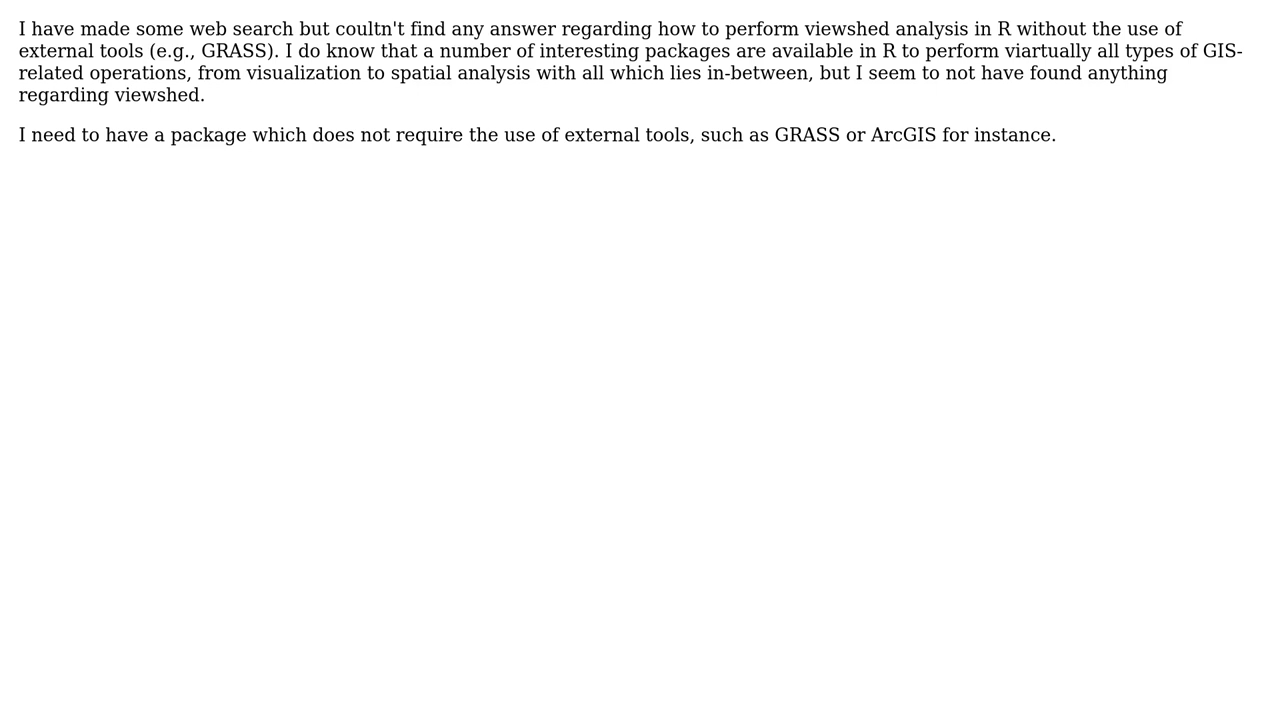 I have made some web search but coultn't find any answer regarding how to perform viewshed analysis in R without the use of
external tools (e.g., GRASS). I do know that a number of interesting packages are available in R to perform viartually all types of GIS-
related operations, from visualization to spatial analysis with all which lies in-between, but I seem to not have found anything
regarding viewshed.
I need to have a package which does not require the use of external tools, such as GRASS or ArcGIS for instance.